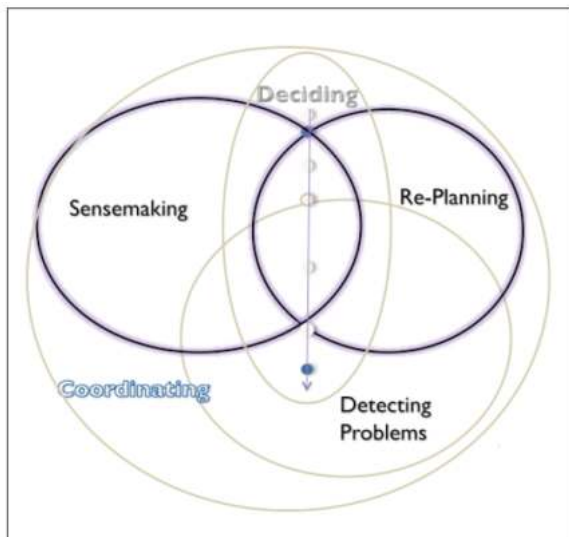 Deciding
Sensemaking
Re-Planning
Coordinating
Detecting
Problems